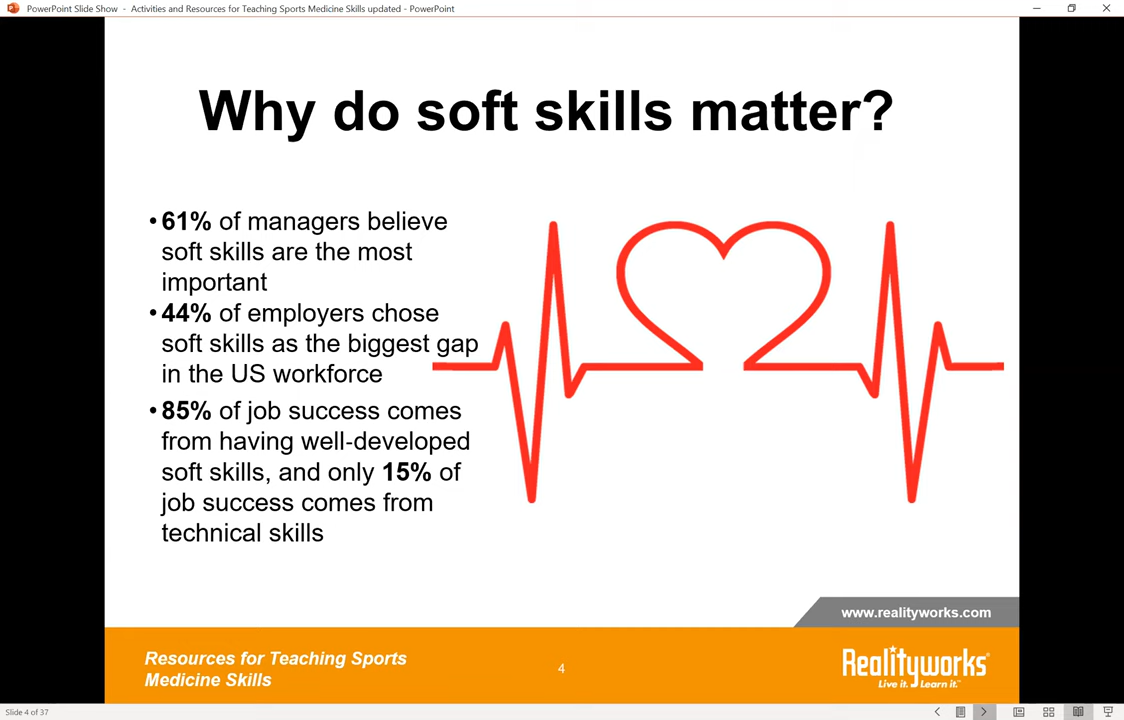 PowerPoint Slide Show - Activities and Resources for Teaching Sports Medicine Skills updated - PowerPoint
Why do soft skills matter?
•61% of managers believe
soft skills are the most
important
•44% of employers chose
soft skills as the biggest gap
in the US workforce
•85% of job success comes
from having well-developed
soft skills, and only 15% of
job success comes from
technical skills
www.realityworks.com
Resources for Teaching Sports
Medicine Skills
4
Realityworks®
Live it. Learn it.™
Slide 4 of 37